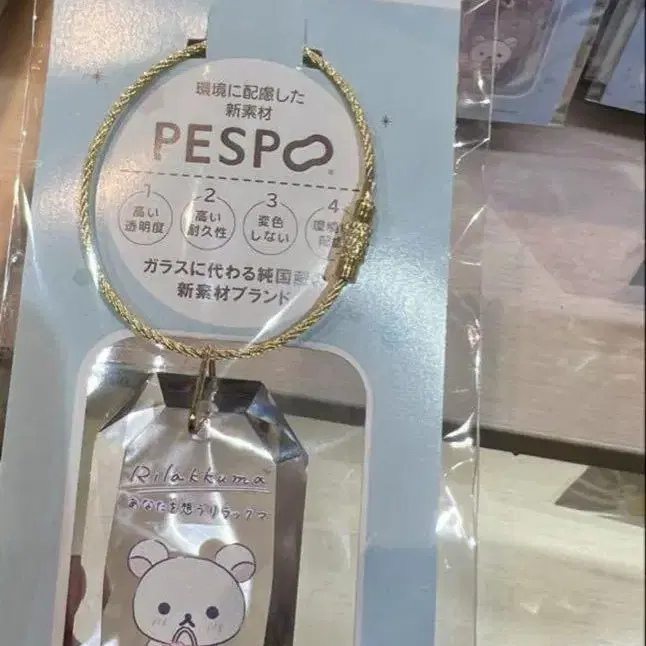 環境に配慮した
新素材
PESPO
1
高い
透明度
2
高い
耐久性
3
変色
しない
4
環境
配
ガラスに代わる純国
新素材ブランド
Rilakkuma
あなたを想うリラックマ